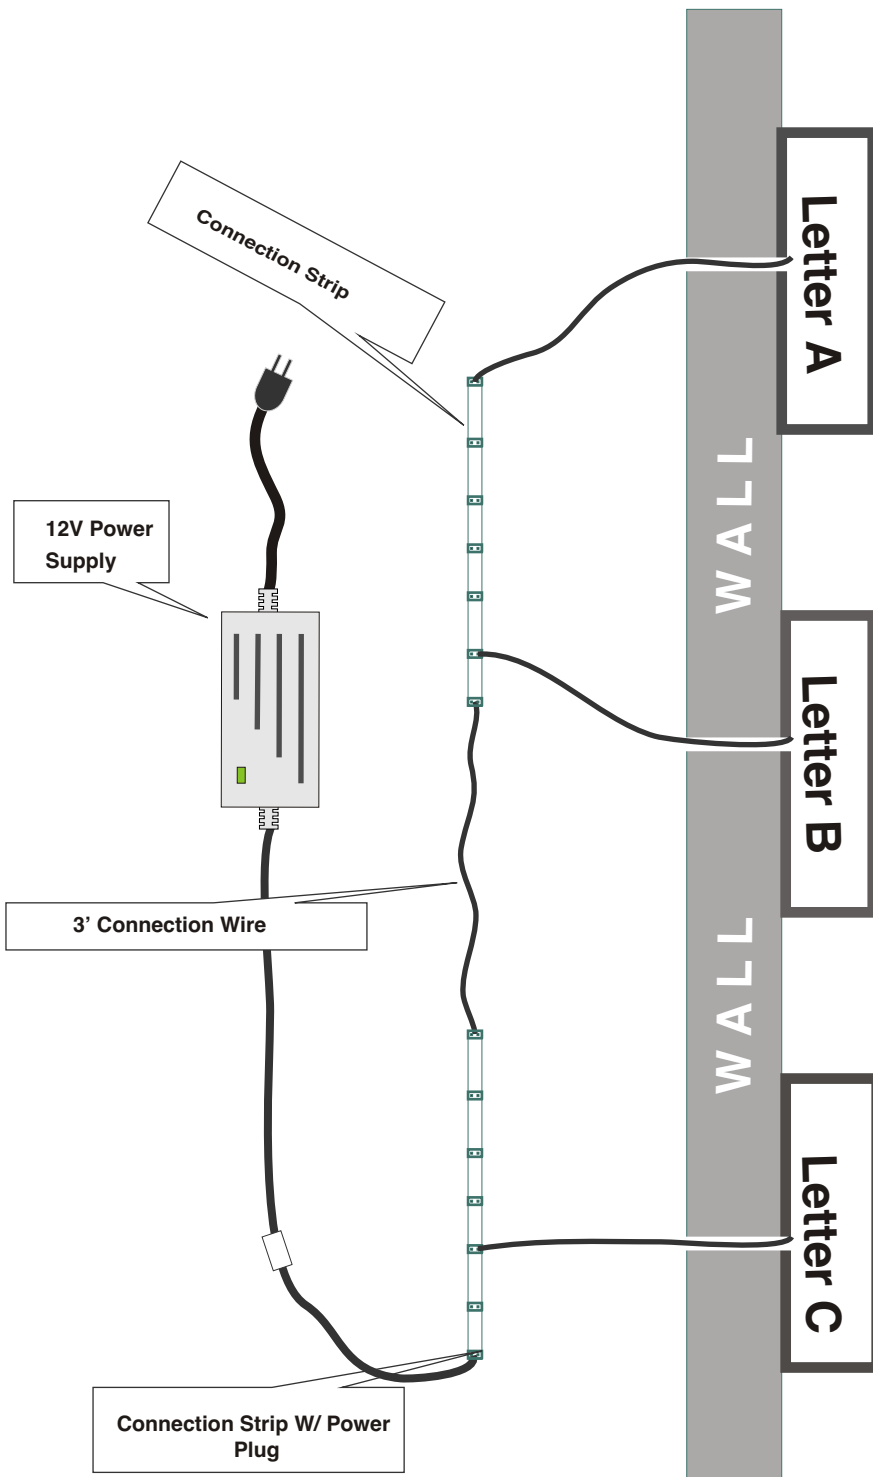 Connection Strip
Letter A
WALL
12V Power
Supply
Letter B
3’ Connection Wire
WALL
Letter C
Connection Strip W/ Power
Plug